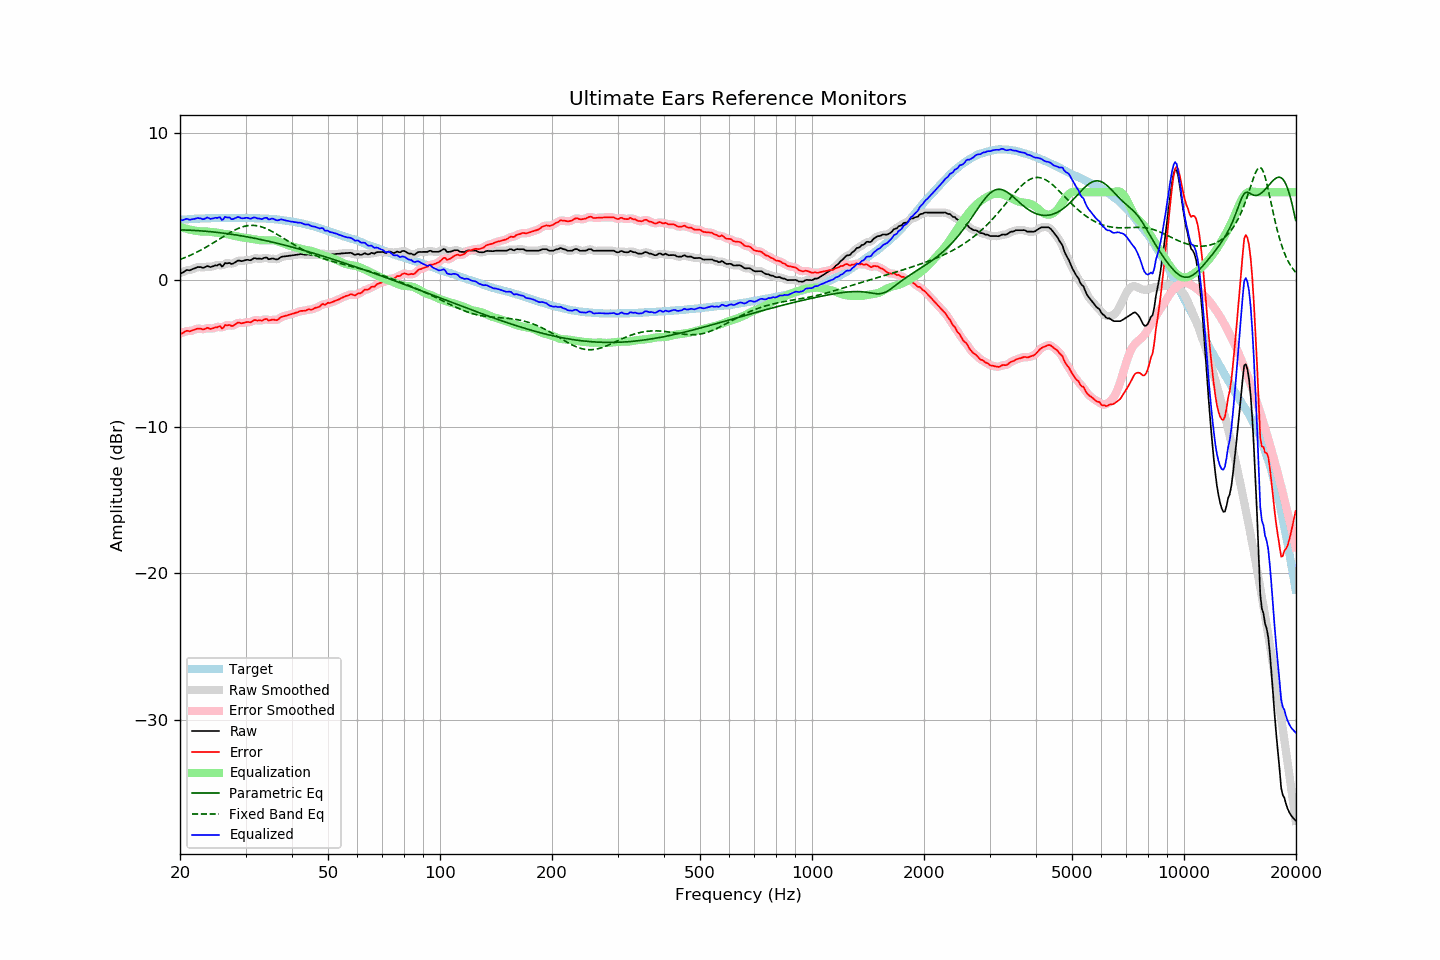 Ultimate Ears Reference Monitors
10
0
−10
−20
−30
Amplitude (dBr)
Target
Raw Smoothed
Error Smoothed
Raw
Error
Equalization
Parametric Eq
Fixed Band Eq
Equalized
20 50 100 200 500 1000 2000 5000 10000 20000
Frequency (Hz)